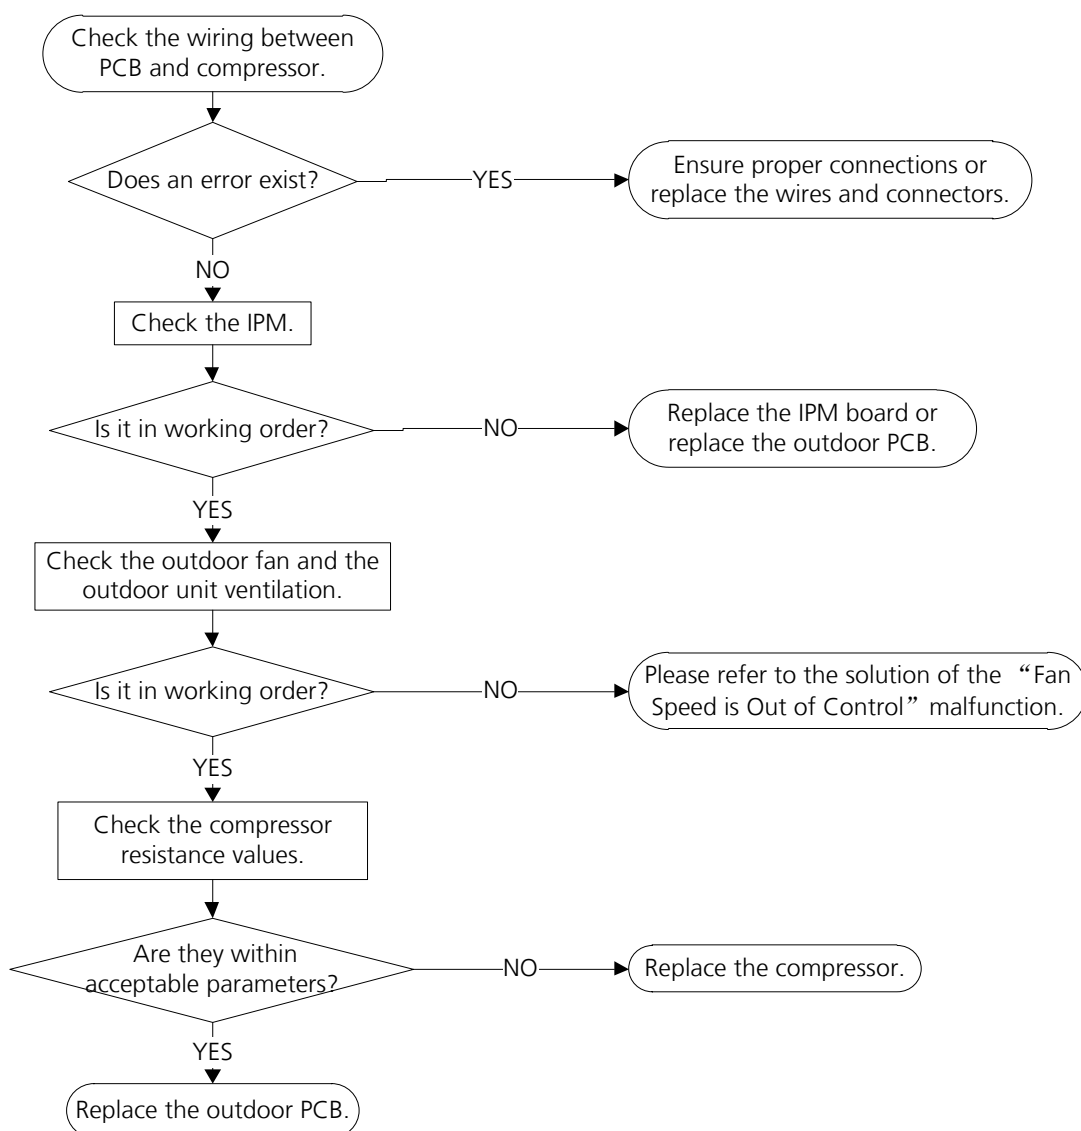 Check the wiring between
PCB and compressor.
Does an error exist?
YES
Ensure proper connections or
replace the wires and connectors.
NO
Check the IPM.
Is it in working order?
NO
Replace the IPM board or
replace the outdoor PCB.
YES
Check the outdoor fan and the
outdoor unit ventilation.
Is it in working order?
NO
Please refer to the solution of the “Fan
Speed is Out of Control” malfunction.
YES
Check the compressor
resistance values.
Are they within
acceptable parameters?
NO
Replace the compressor.
YES
Replace the outdoor PCB.